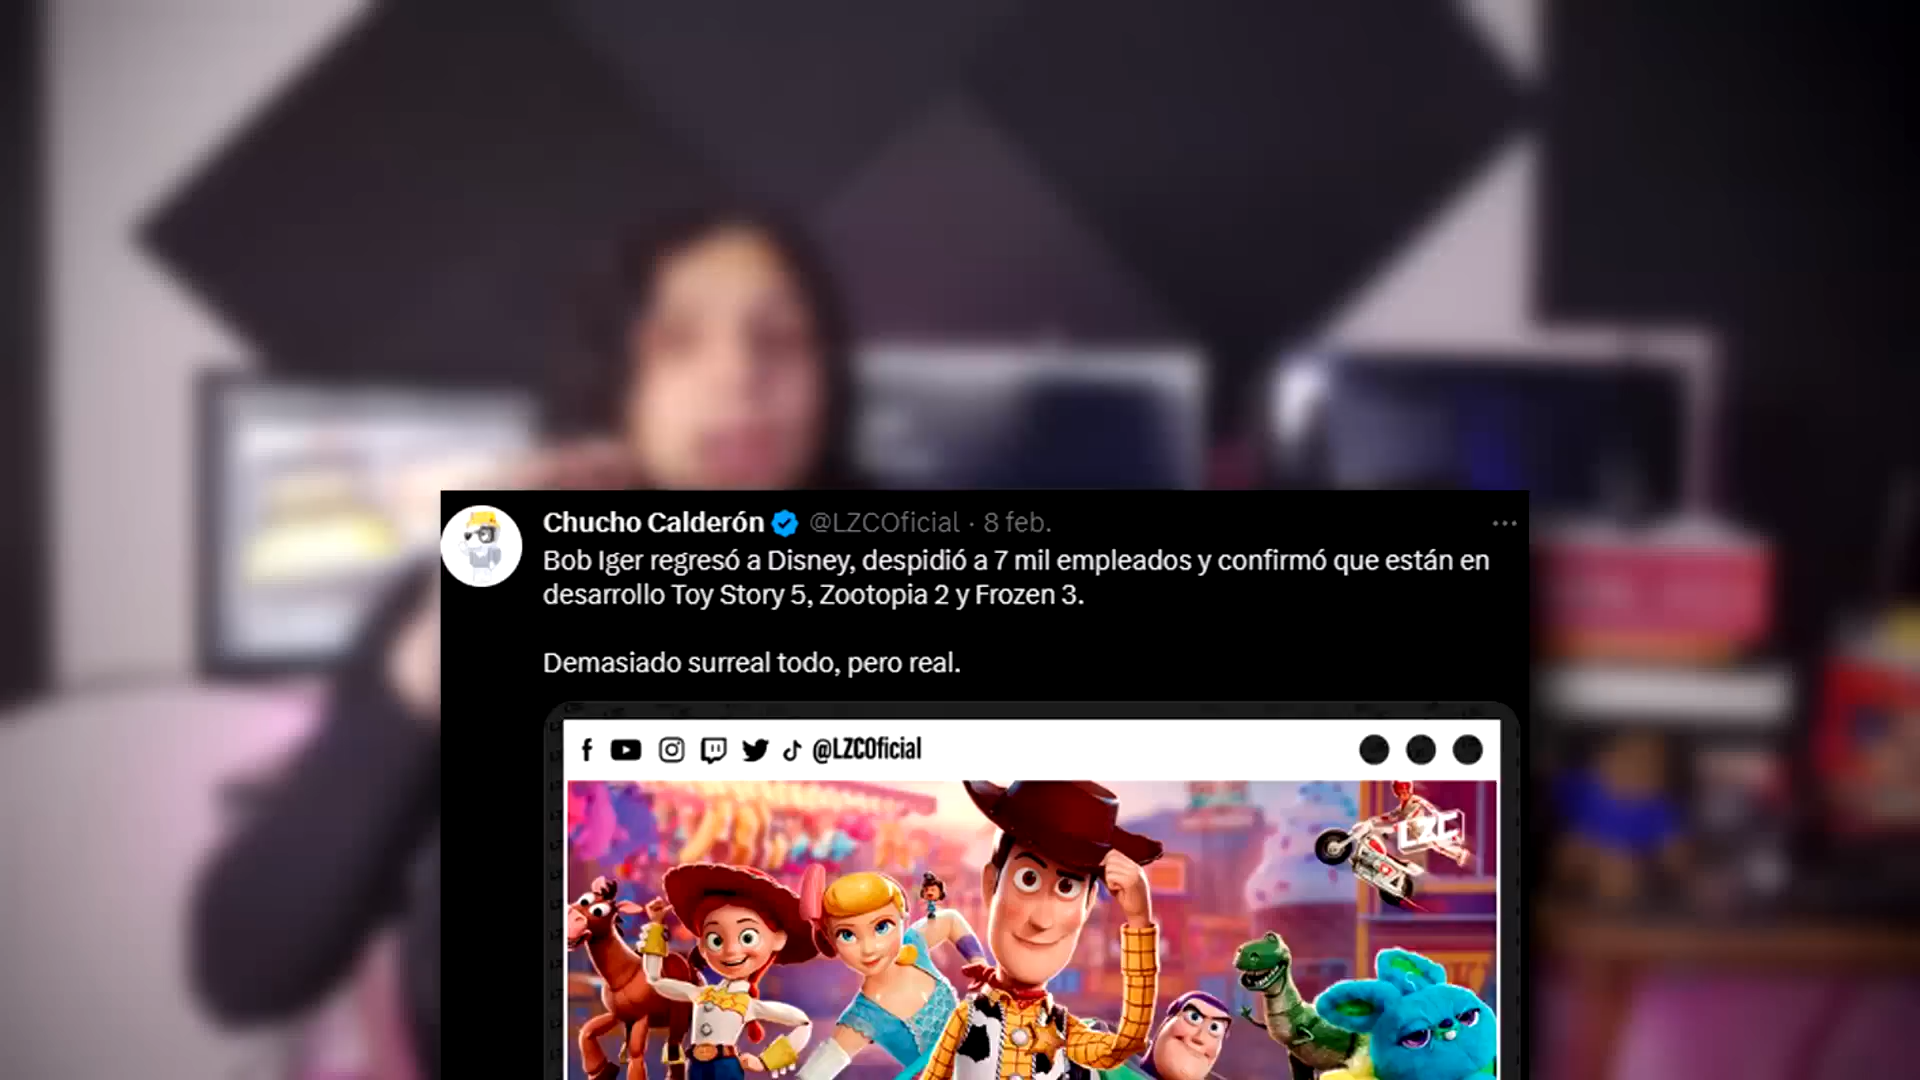 Chucho Calderón @LZCOficial · 8 feb.
Bob Iger regresó a Disney, despidió a 7 mil empleados y confirmó que están en
desarrollo Toy Story 5, Zootopia 2 y Frozen 3.
Demasiado surreal todo, pero real.
@LZCOficial
LZC